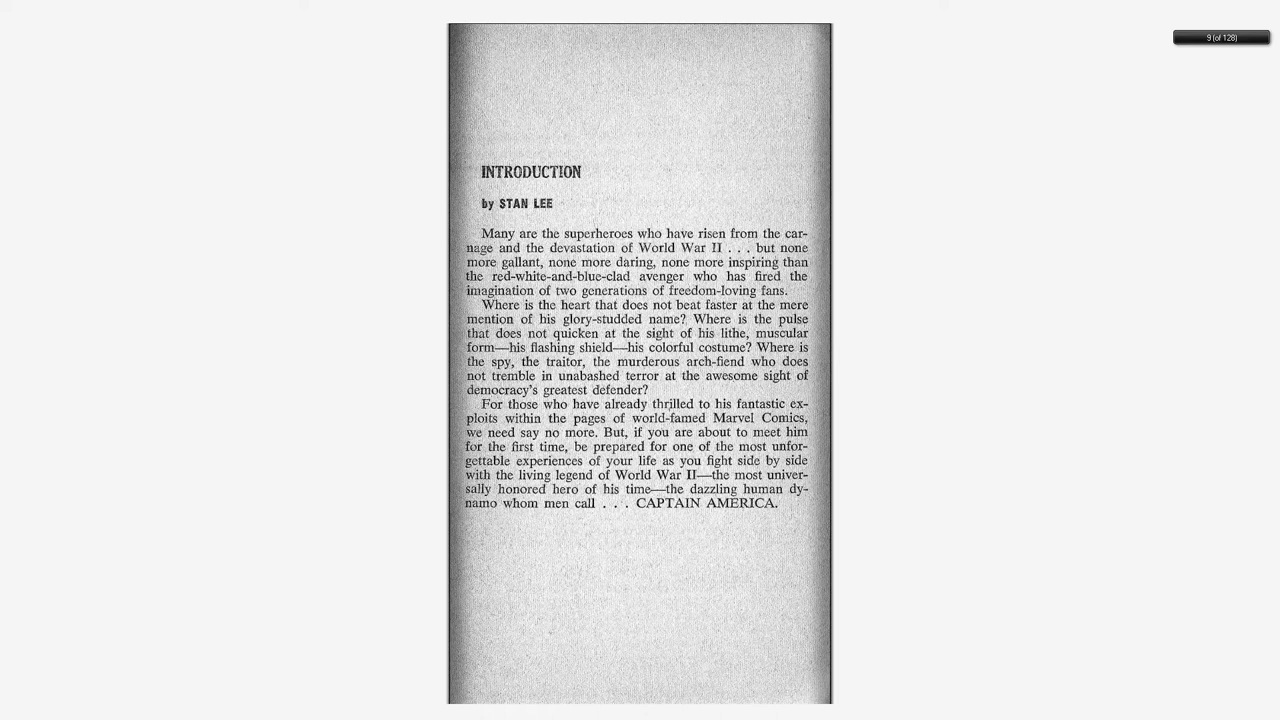 9 (of 128)
INTRODUCTION
by STAN LEE
Many are the superheroes who have risen from the car-
nage and the devastation of World War II . . . but none
more gallant, none more daring, none more inspiring than
the red-white-and-blue-clad avenger who has fired the
imagination of two generations of freedom-loving fans.
Where is the heart that does not beat faster at the mere
mention of his glory-studded name? Where is the pulse
that does not quicken at the sight of his lithe, muscular
form—his flashing shield—his colorful costume? Where is
the spy, the traitor, the murderous arch-fiend who does
not tremble in unabashed terror at the awesome sight of
democracy's greatest defender?
For those who have already thrilled to his fantastic ex-
ploits within the pages of world-famed Marvel Comics,
we need say no more. But, if you are about to meet him
for the first time, be prepared for one of the most unfor-
gettable experiences of your life as you fight side by side
with the living legend of World War II—the most univer-
sally honored hero of his time—the dazzling human dy-
namo whom men call . . . CAPTAIN AMERICA.